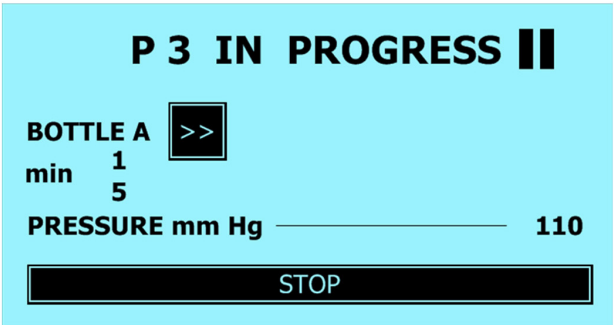 P 3 IN PROGRESS
BOTTLE A >>
min 1
5
PRESSURE mm Hg 110
STOP